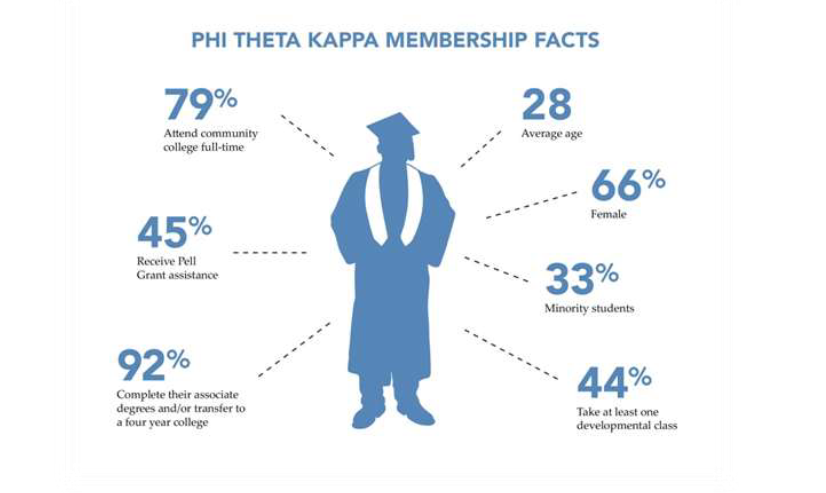 PHI THETA KAPPA MEMBERSHIP FACTS
79%
Attend community
college full-time
45%
Receive Pell
Grant assistance
92%
Complete their associate
degrees and/or transfer to
a four year college
28
Average age
66%
Female
33%
Minority students
44%
Take at least one
developmental class